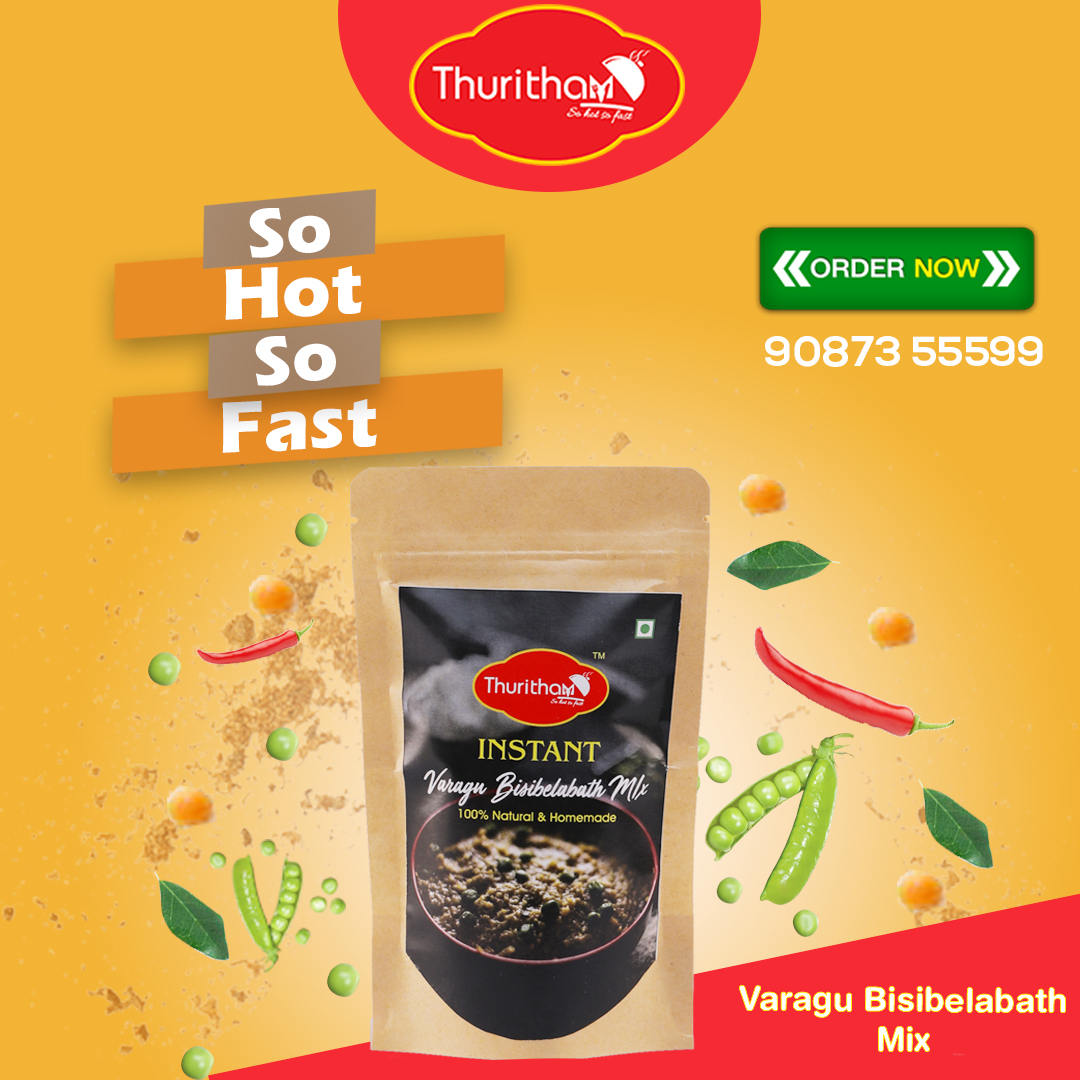 Thuritham
So hot so fast
So
Hot
So
Fast
ORDER NOW
90873 55599
TM
Thuritham
So hot so fast
INSTANT
Varagu Bisibelabath MIx
100% Natural & Homemade
Varagu Bisibelabath
Mix